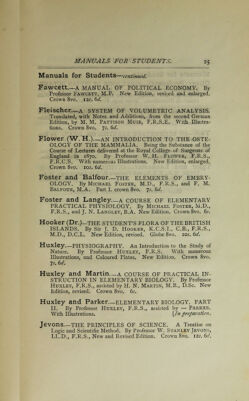 MANUALS FOR STUDENTS. 25
Manuals for Students—continued.
Fawcett.—A MANUAL OF POLITICAL ECONOMY. By
Professor FAWCETT, M.P. New Edition, revised and enlarged.
Crown 8vo. 12s. 6d.
Fleischer.—A SYSTEM OF VOLUMETRIC ANALYSIS.
Translated, with Notes and Additions, from the second German
Edition, by M. M. PATTISON MUIR, F.R.S.E. With Illustra-
tions. Crown 8vo. 7s. 6d.
Flower (W. H.).—AN INTRODUCTION TO THE OSTE-
OLOGY OF THE MAMMALIA. Being the Substance of the
Course of Lectures delivered at the Royal College of Surgeons of
England in 1870. By Professor W. H. FLOWER, F.R.S.,
F.R.C.S. With numerous Illustrations. New Edition, enlarged.
Crown 8vo. 10s. 6d.
Foster and Balfour.—THE ELEMENTS OF EMBRY-
OLOGY. By MICHAEL FOSTER, M.D., F.R.S., and F. M.
BALFOUR, M.A. Part I. crown 8vo. 7s. 6d.
Foster and Langley.—A COURSE OF ELEMENTARY
PRACTICAL PHYSIOLOGY. By MICHAEL FOSTER, M.D.,
F.R.S., and J. N. LANGLEY, B.A. New Edition. Crown 8vo. 6s.
Hooker (Dr.)—THE STUDENT'S FLORA OF THE BRITISH
ISLANDS. By Sir J. D. HOOKER, K.C.S.I., C.B., F.R.S.,
M.D., D.C.L. New Edition, revised. Globe 8vo. 10s. 6d.
Huxley.—PHYSIOGRAPHY. An Introduction to the Study of
Nature. By Professor HUXLEY, F.R.S. With numerous
Illustrations, and Coloured Plates. New Edition. Crown 8vo.
7s. 6d.
Huxley and Martin.—A COURSE OF PRACTICAL IN-
STRUCTION IN ELEMENTARY BIOLOGY. By Professor
HUXLEY, F.R.S., assisted by H. N. MARTIN, M.B., D.Sc. New
Edition, revised. Crown 8vo. 6s.
Huxley and Parker.—ELEMENTARY BIOLOGY. PART
II. By Professor HUXLEY, F.R.S., assisted by — PARKER.
With Illustrations. [In preparation.
Jevons.—THE PRINCIPLES OF SCIENCE. A Treatise on
Logic and Scientific Method. By Professor W. STANLEY JEVONS,
LL.D., F.R.S., New and Revised Edition. Crown 8vo. 12s. 6d.